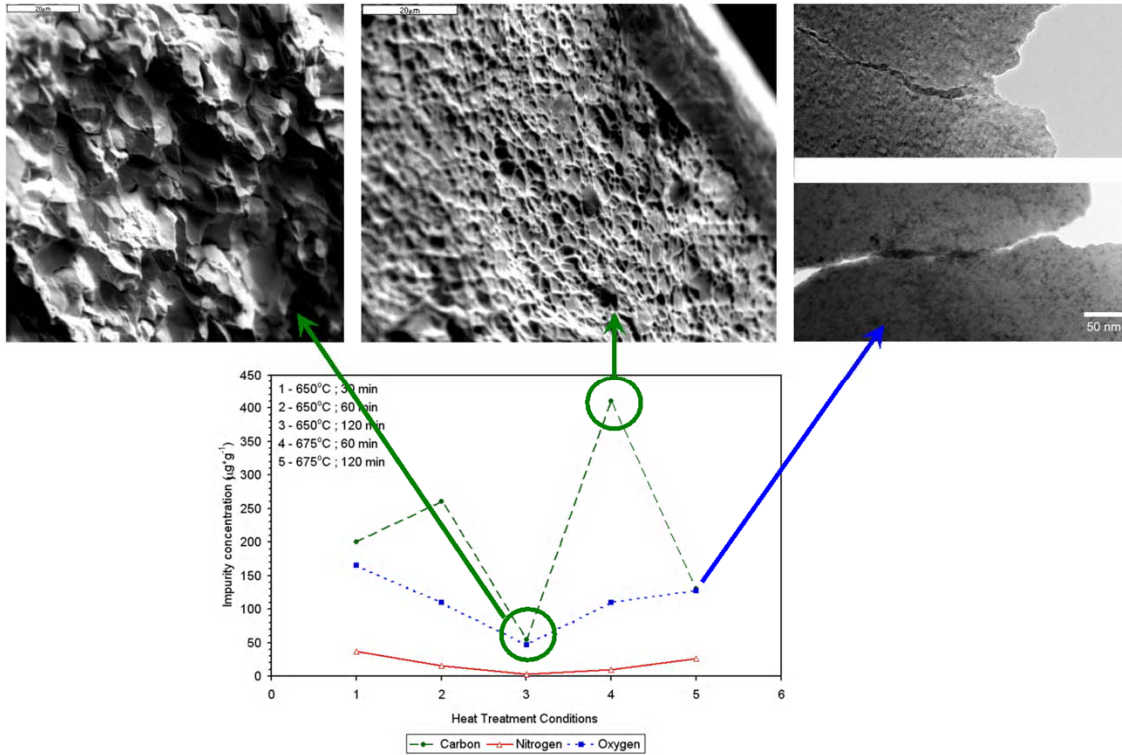 20µm
20µm
50 nm
1 - 650°C ; 30 min
2 - 650°C ; 60 min
3 - 650°C ; 120 min
4 - 675°C ; 60 min
5 - 675°C ; 120 min
Impurity concentration (µg*g⁻¹)
450
400
350
300
250
200
150
100
50
0
0 1 2 3 4 5 6
Heat Treatment Conditions
Carbon Nitrogen Oxygen